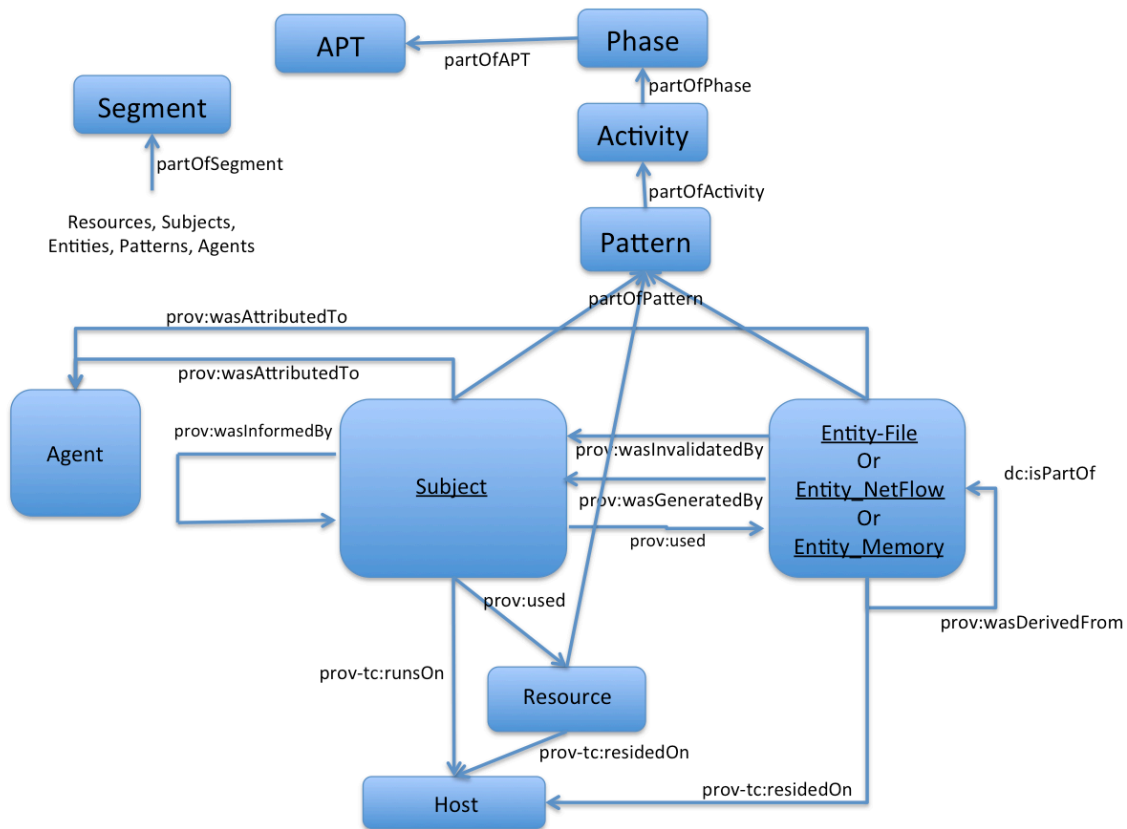 APT
Phase
partOfAPT
partOfPhase
Segment
Activity
partOfSegment
partOfActivity
Resources, Subjects,
Entities, Patterns, Agents
Pattern
partOfPattern
prov:wasAttributedTo
prov:wasAttributedTo
Agent
prov:wasInformedBy
Subject
prov:wasInvalidatedBy
prov:wasGeneratedBy
prov:used
Entity-File
Or
Entity_NetFlow
Or
Entity_Memory
dc:isPartOf
prov:wasDerivedFrom
prov:used
prov-tc:runsOn
Resource
prov-tc:residedOn
prov-tc:residedOn
Host